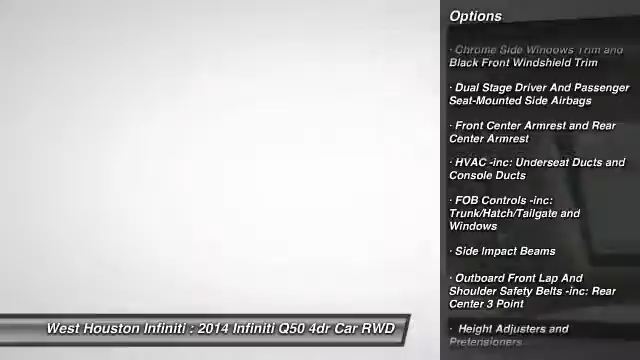 Options
· Chrome Side Windows Trim and
Black Front Windshield Trim
· Dual Stage Driver And Passenger
Seat-Mounted Side Airbags
· Front Center Armrest and Rear
Center Armrest
· HVAC -inc: Underseat Ducts and
Console Ducts
· FOB Controls -inc:
Trunk/Hatch/Tailgate and
Windows
· Side Impact Beams
· Outboard Front Lap And
Shoulder Safety Belts -inc: Rear
Center 3 Point
· Height Adjusters and
Pretensioners
West Houston Infiniti : 2014 Infiniti Q50 4dr Car RWD